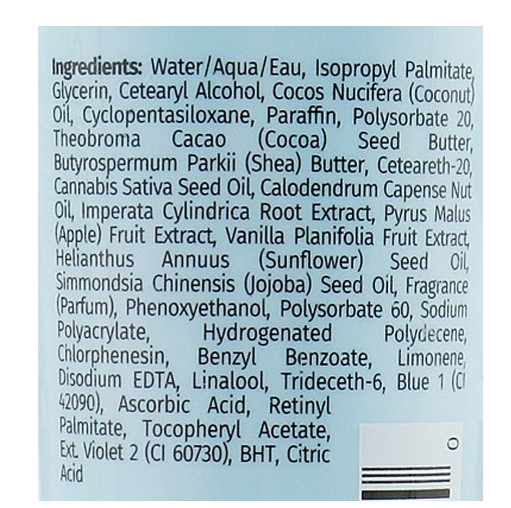 Ingredients: Water/Aqua/Eau, Isopropyl Palmitate,
Glycerin, Cetearyl Alcohol, Cocos Nucifera (Coconut)
Oil, Cyclopentasiloxane, Paraffin, Polysorbate 20,
Theobroma Cacao (Cocoa) Seed Butter,
Butyrospermum Parkii (Shea) Butter, Ceteareth-20,
Cannabis Sativa Seed Oil, Calodendrum Capense Nut
Oil, Imperata Cylindrica Root Extract, Pyrus Malus
(Apple) Fruit Extract, Vanilla Planifolia Fruit Extract,
Helianthus Annuus (Sunflower) Seed Oil,
Simmondsia Chinensis (Jojoba) Seed Oil, Fragrance
(Parfum), Phenoxyethanol, Polysorbate 60, Sodium
Polyacrylate, Hydrogenated Polydecene,
Chlorphenesin, Benzyl Benzoate, Limonene,
Disodium EDTA, Linalool, Trideceth-6, Blue 1 (CI
42090), Ascorbic Acid, Retinyl
Palmitate, Tocopheryl Acetate,
Ext. Violet 2 (CI 60730), BHT, Citric
Acid
0